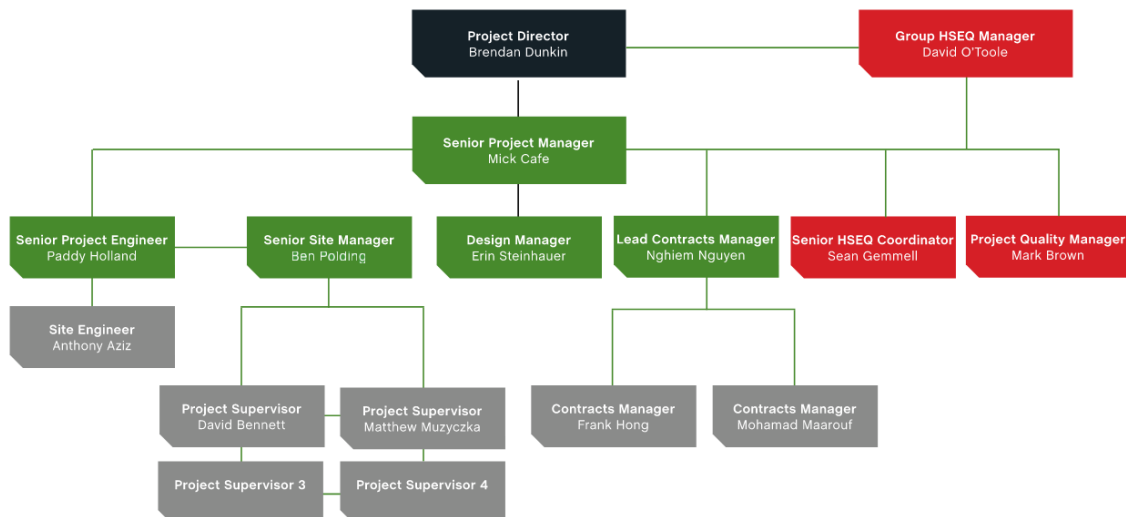 Project Director
Brendan Dunkin
Group HSEQ Manager
David O'Toole
Senior Project Manager
Mick Cafe
Senior Project Engineer
Paddy Holland
Senior Site Manager
Ben Polding
Design Manager
Erin Steinhauer
Lead Contracts Manager
Nghiem Nguyen
Senior HSEQ Coordinator
Sean Gemmell
Project Quality Manager
Mark Brown
Site Engineer
Anthony Aziz
Project Supervisor
David Bennett
Project Supervisor
Matthew Muzyczka
Contracts Manager
Frank Hong
Contracts Manager
Mohamad Maarouf
Project Supervisor 3
Project Supervisor 4